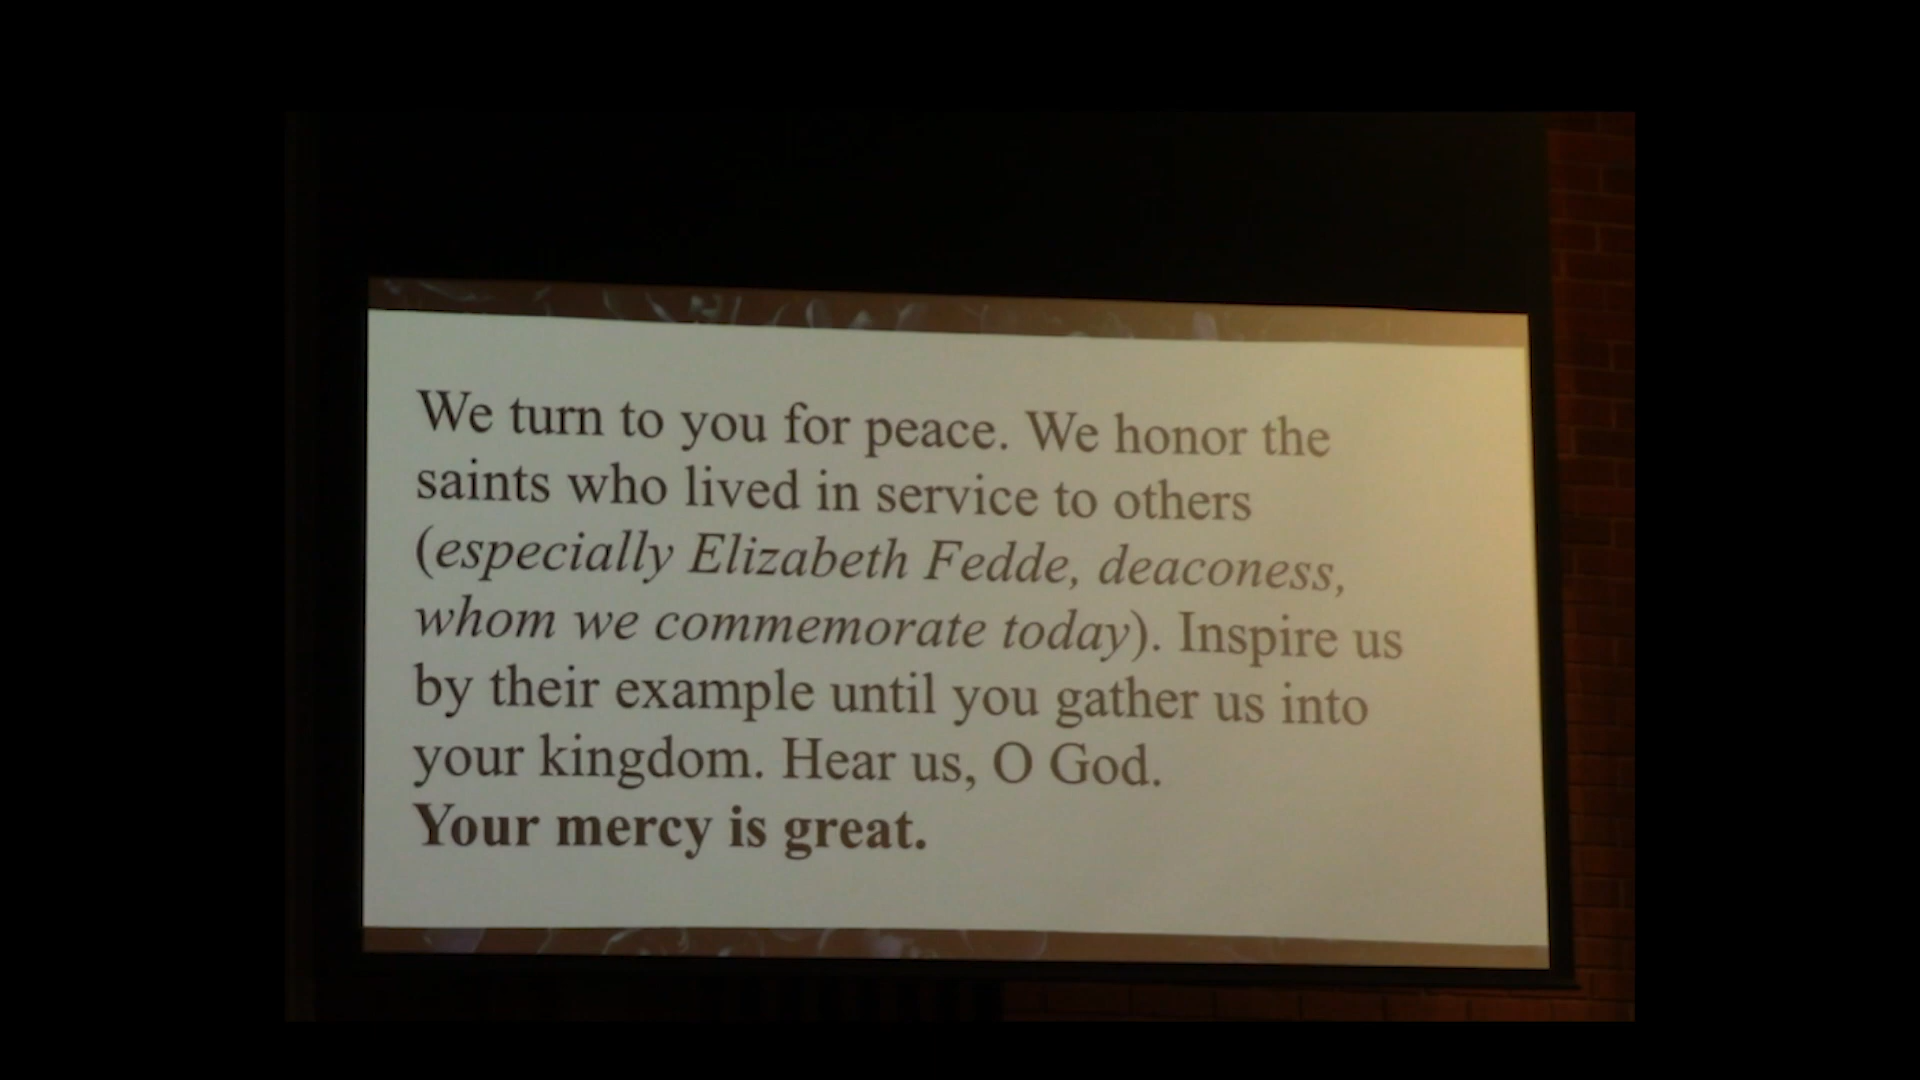 We turn to you for peace. We honor the
saints who lived in service to others
(especially Elizabeth Fedde, deaconess,
whom we commemorate today). Inspire us
by their example until you gather us into
your kingdom. Hear us, O God.
Your mercy is great.